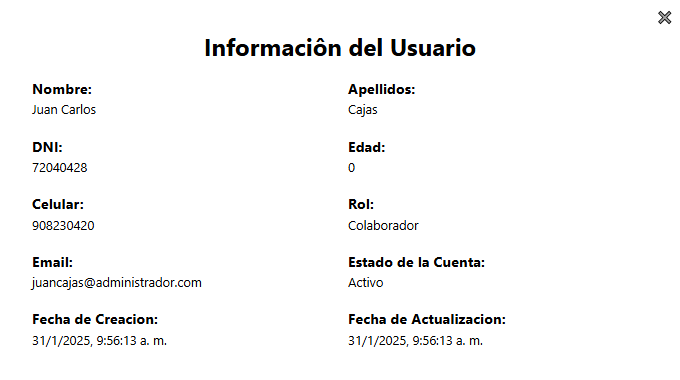 Informaciôn del Usuario
Nombre:
Juan Carlos
Apellidos:
Cajas
DNI:
72040428
Edad:
0
Celular:
908230420
Rol:
Colaborador
Email:
juancajas@administrador.com
Estado de la Cuenta:
Activo
Fecha de Creacion:
31/1/2025, 9:56:13 a. m.
Fecha de Actualizacion:
31/1/2025, 9:56:13 a. m.